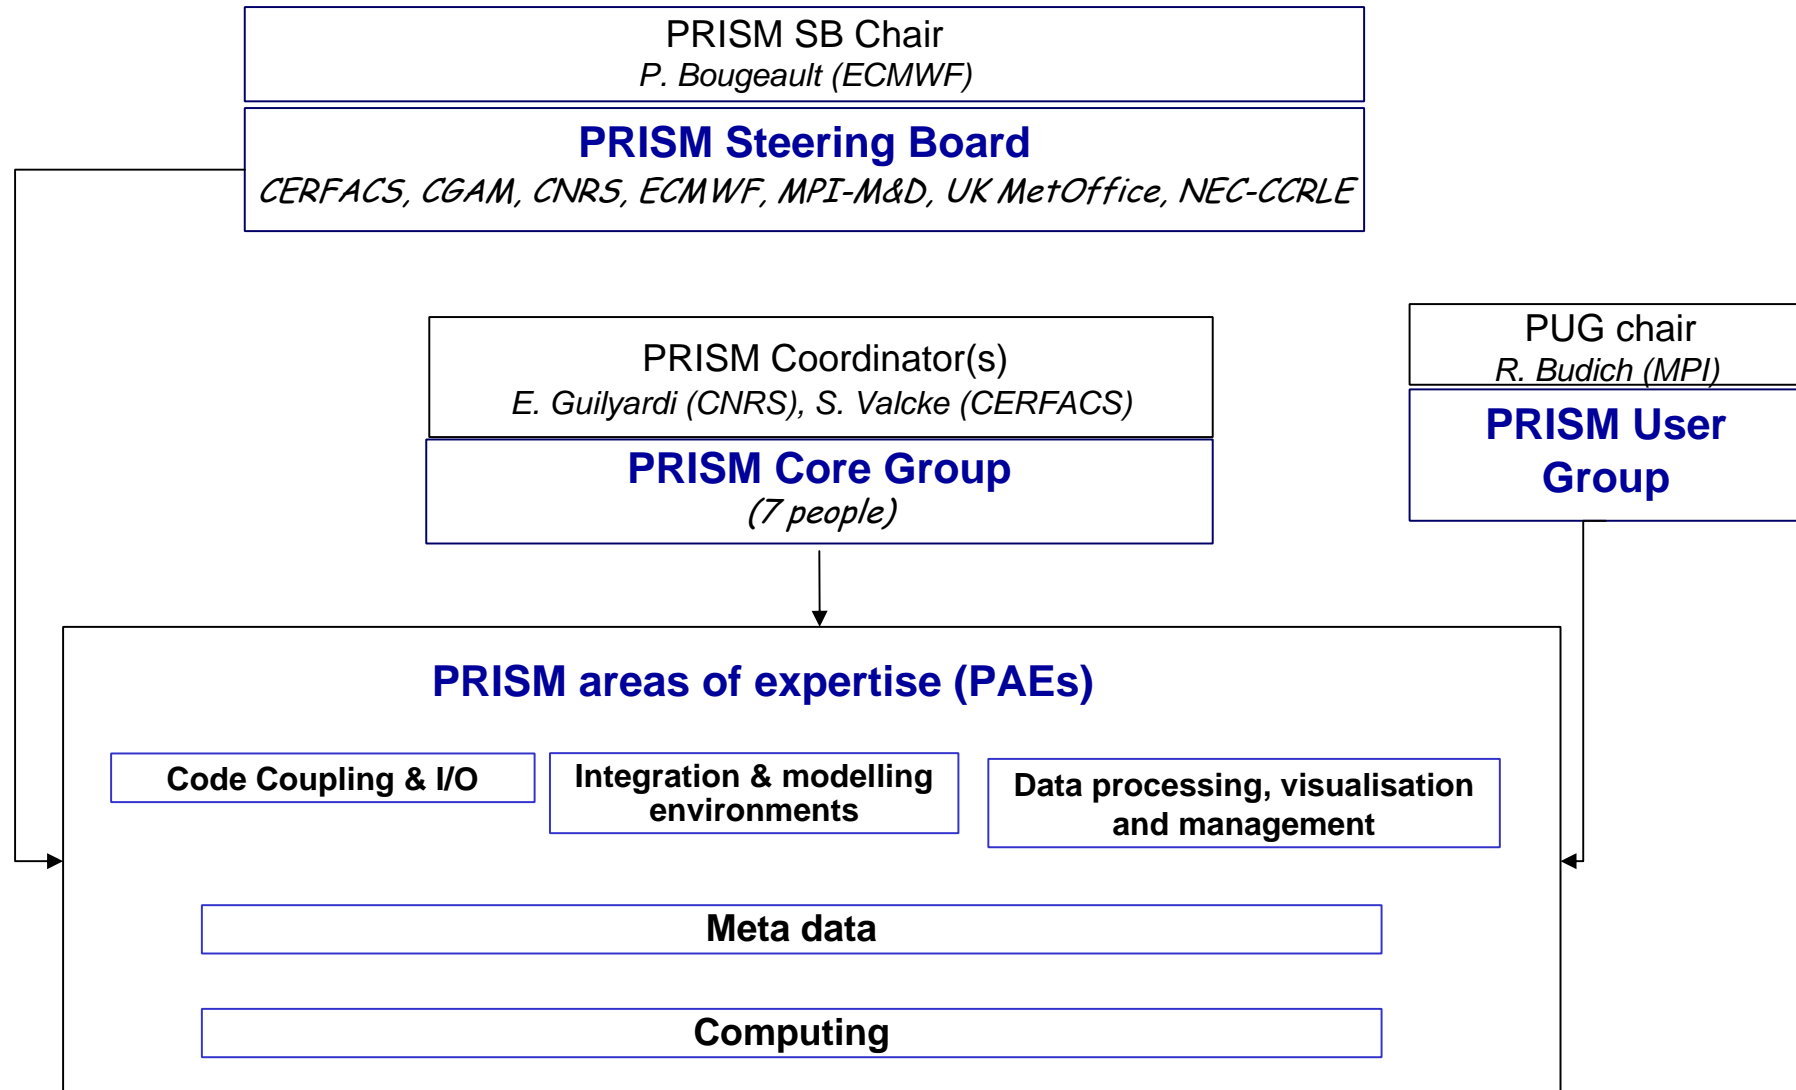 PRISM SB Chair
P. Bougeault (ECMWF)
PRISM Steering Board
CERFACS, CGAM, CNRS, ECMWF, MPI-M&D, UK MetOffice, NEC-CCRLE
PRISM Coordinator(s)
E. Guilyardi (CNRS), S. Valcke (CERFACS)
PRISM Core Group
(7 people)
PUG chair
R. Budich (MPI)
PRISM User
Group
PRISM areas of expertise (PAEs)
Code Coupling & I/O
Integration & modelling
environments
Data processing, visualisation
and management
Meta data
Computing